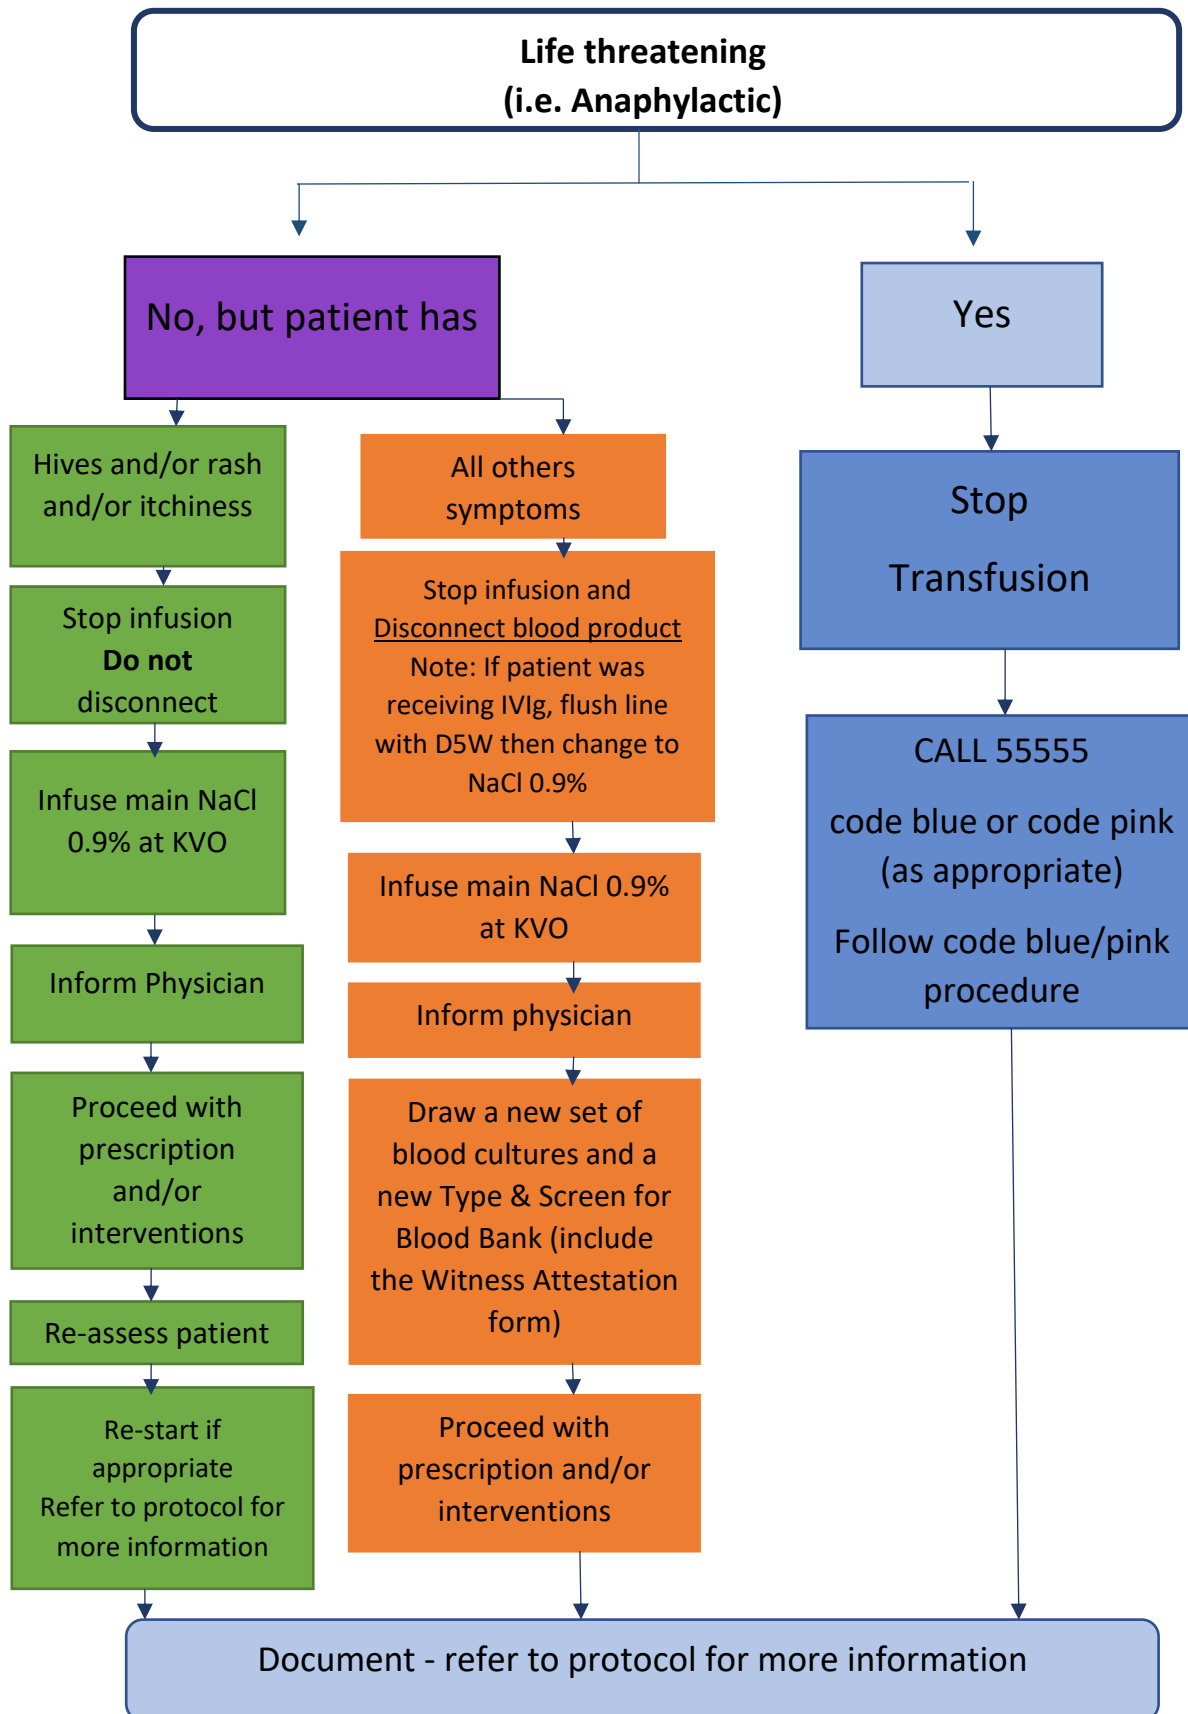 Life threatening
(i.e. Anaphylactic)
No, but patient has
Yes
Hives and/or rash
and/or itchiness
Stop infusion
Do not
disconnect
Infuse main NaCl
0.9% at KVO
Inform Physician
Proceed with
prescription
and/or
interventions
Re-assess patient
Re-start if
appropriate
Refer to protocol for
more information
All others
symptoms
Stop infusion and
Disconnect blood product
Note: If patient was
receiving IVIg, flush line
with D5W then change to
NaCl 0.9%
Infuse main NaCl 0.9%
at KVO
Inform physician
Draw a new set of
blood cultures and a
new Type & Screen for
Blood Bank (include
the Witness Attestation
form)
Proceed with
prescription and/or
interventions
Stop
Transfusion
CALL 55555
code blue or code pink
(as appropriate)
Follow code blue/pink
procedure
Document - refer to protocol for more information